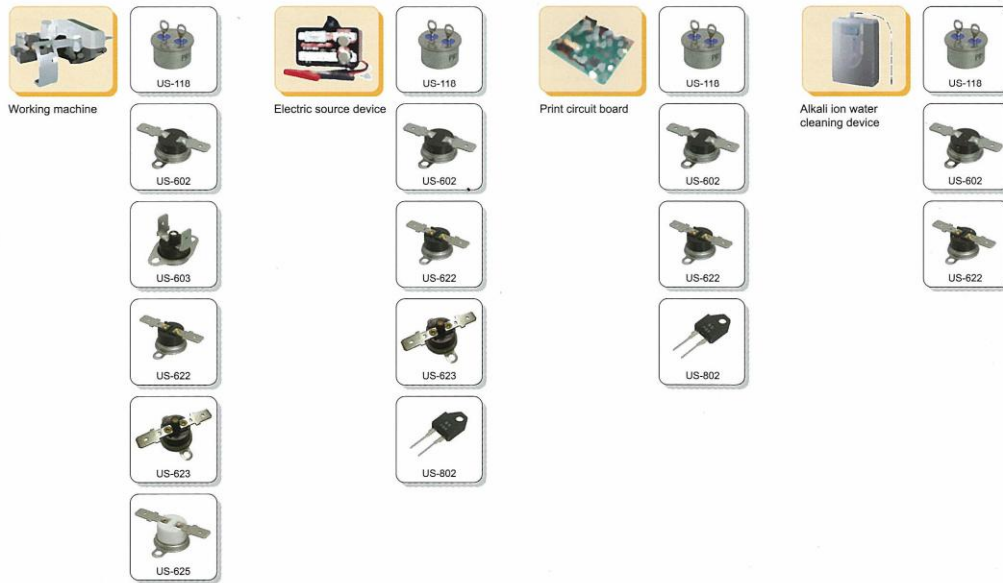 Working machine
US-118
US-602
US-603
US-622
US-623
US-625
Electric source device
US-118
US-602
US-622
US-623
US-802
Print circuit board
US-118
US-602
US-622
US-802
Alkali ion water
cleaning device
US-118
US-602
US-622